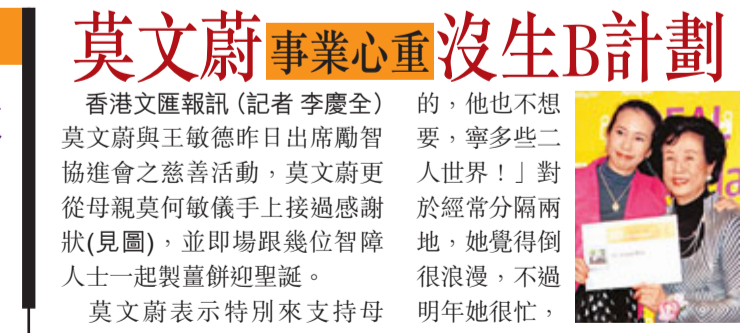 莫文蔚事業心重沒生B計劃
香港文匯報訊（記者 李慶全）
莫文蔚與王敏德昨日出席勵智
協進會之慈善活動，莫文蔚更
從母親莫何敏儀手上接過感謝
狀(見圖)，並即場跟幾位智障
人士一起製薑餅迎聖誕。
莫文蔚表示特別來支持母
的，他也不想
要，寧多些二
人世界！」對
於經常分隔兩
地，她覺得倒
很浪漫，不過
明年她很忙，